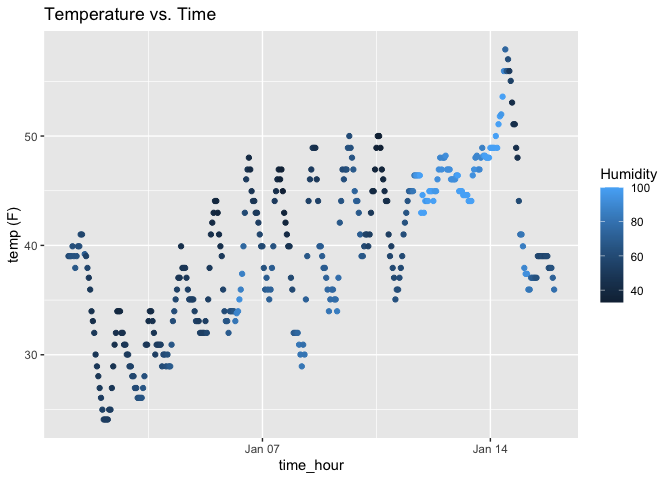 Temperature vs. Time
temp (F)
50
40
30
Jan 07
Jan 14
time_hour
Humidity
100
80
60
40